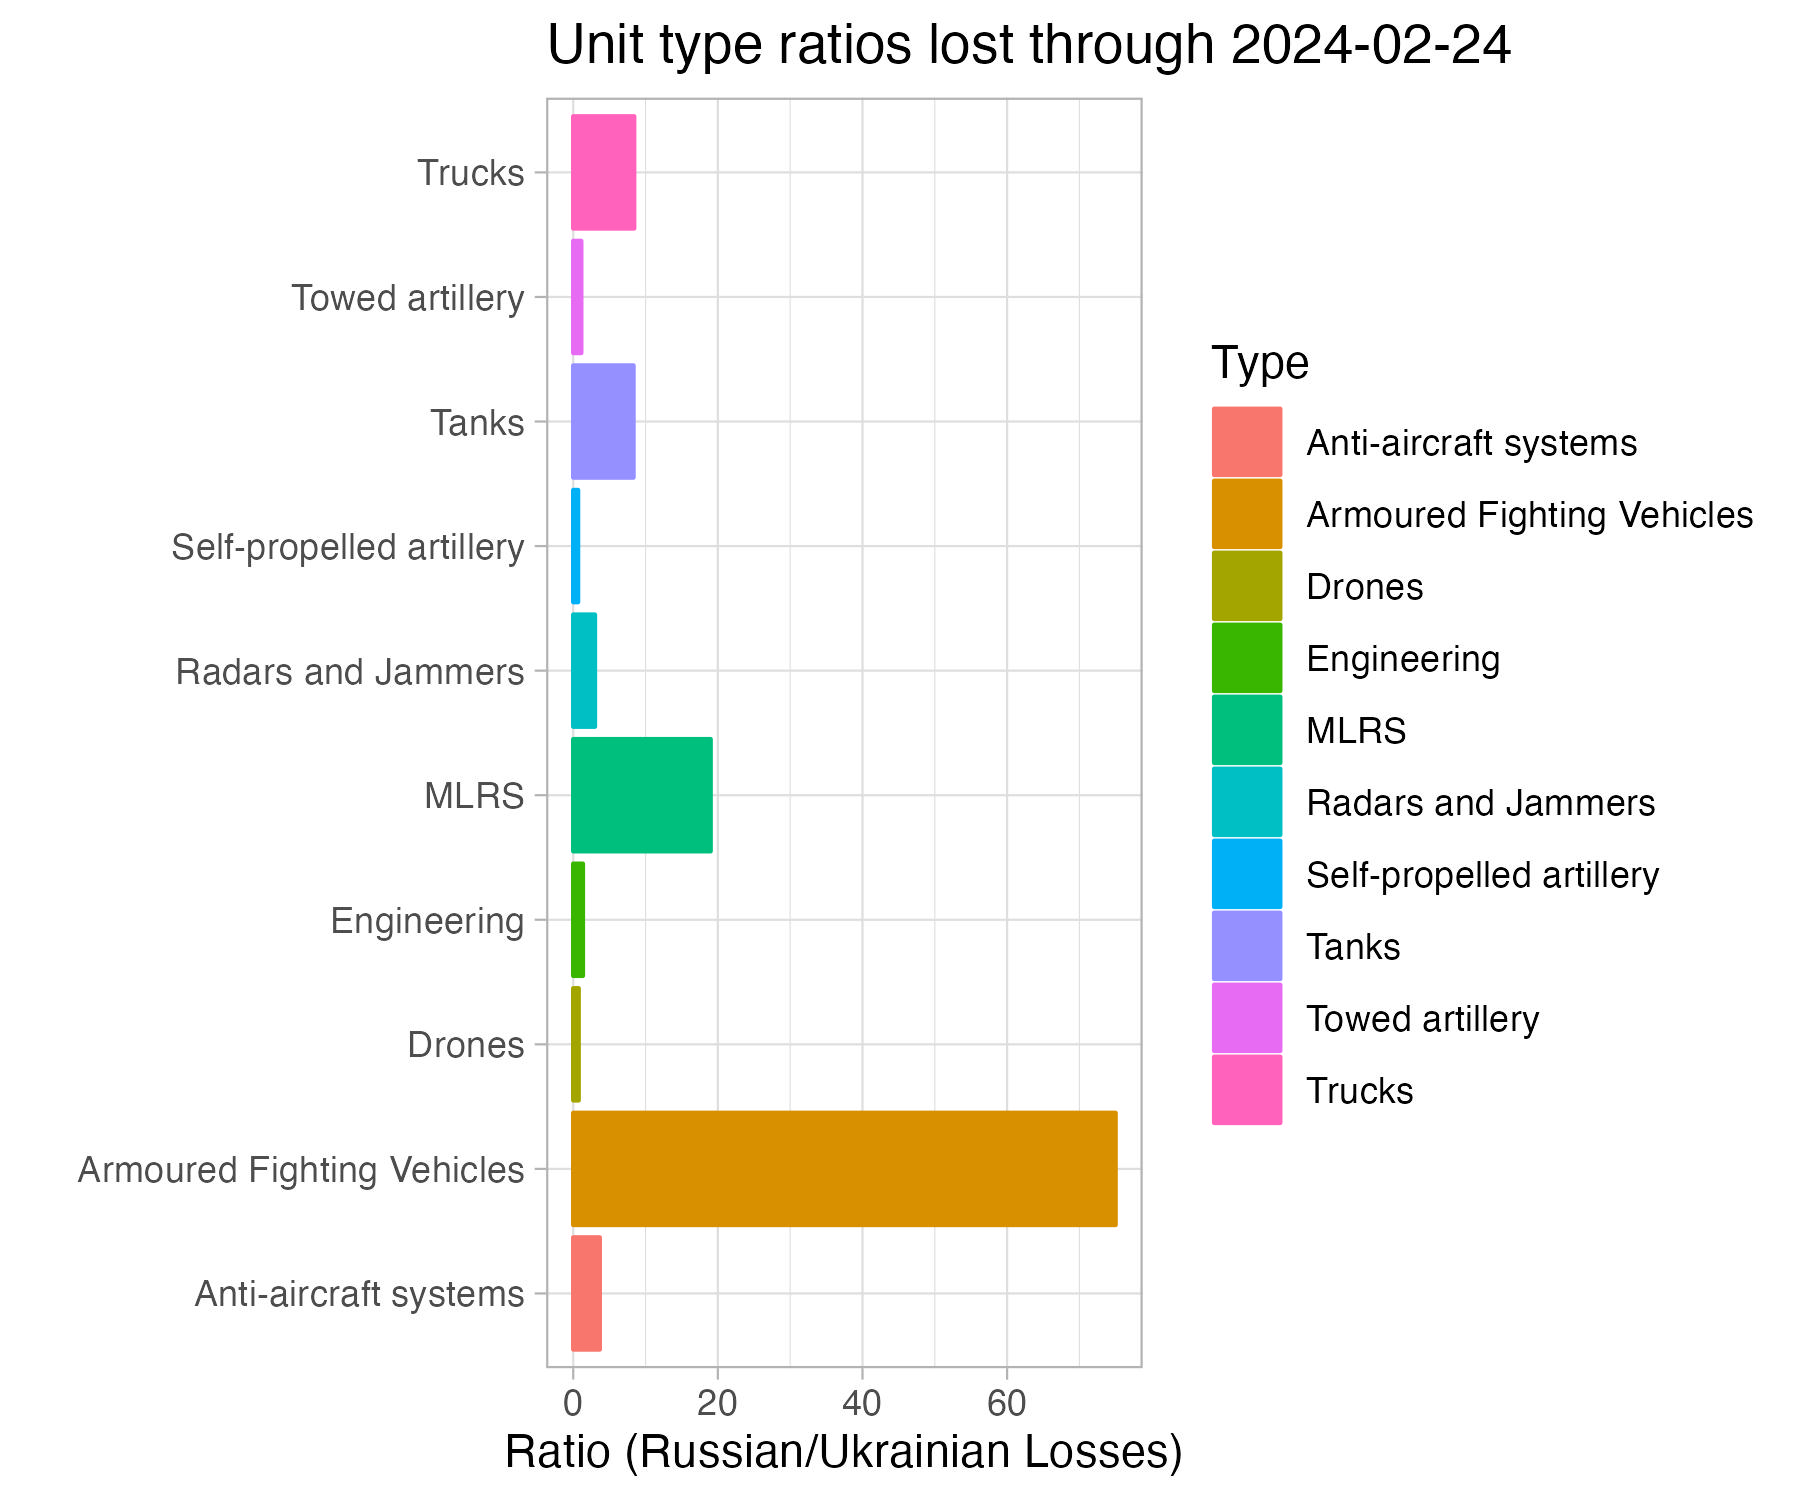 Unit type ratios lost through 2024-02-24
Trucks
Towed artillery
Tanks
Self-propelled artillery
Radars and Jammers
MLRS
Engineering
Drones
Armoured Fighting Vehicles
Anti-aircraft systems
0 20 40 60
Ratio (Russian/Ukrainian Losses)
Type
Anti-aircraft systems
Armoured Fighting Vehicles
Drones
Engineering
MLRS
Radars and Jammers
Self-propelled artillery
Tanks
Towed artillery
Trucks